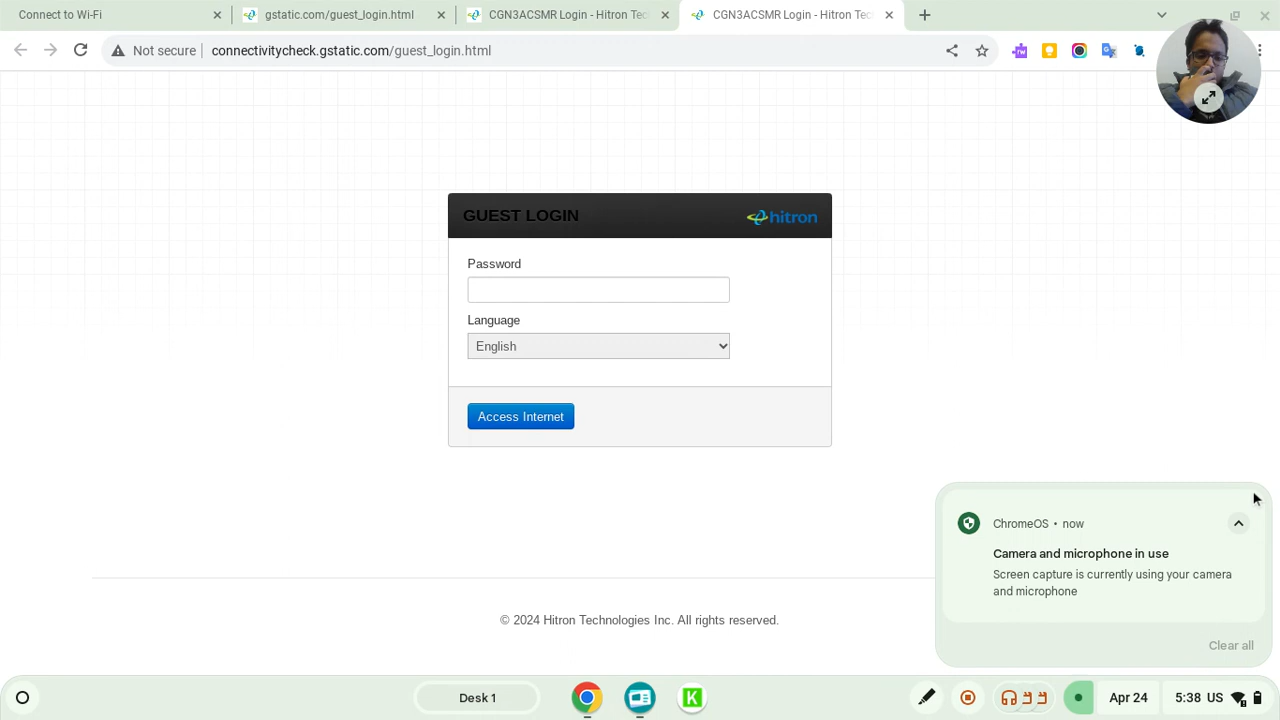 Connect to Wi-Fi
gstatic.com/guest_login.html
CGN3ACSMR Login - Hitron Tec
CGN3ACSMR Login - Hitron Tec
Not secure
connectivitycheck.gstatic.com/guest_login.html
GUEST LOGIN
hitron
Password
Language
English
Access Internet
ChromeOS • now
Camera and microphone in use
Screen capture is currently using your camera
and microphone
Clear all
© 2024 Hitron Technologies Inc. All rights reserved.
Desk 1
K
Apr 24
5:38 US